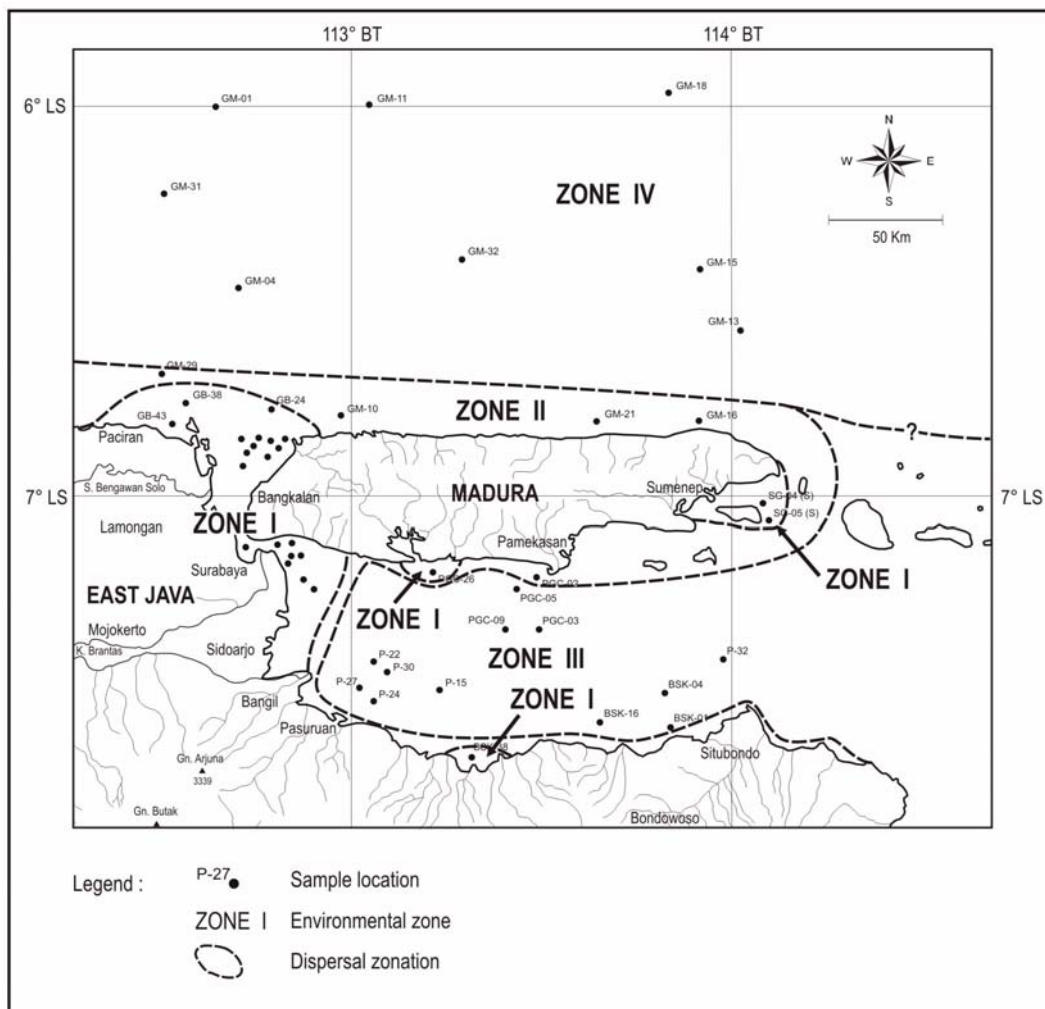 113° BT
114° BT
6° LS
GM-01
GM-11
GM-18
N
W
E
S
GM-31
ZONE IV
50 Km
GM-32
GM-15
GM-04
GM-13
GM-29
GB-38
GB-24
GM-10
ZONE II
GM-21
GM-16
GB-43
Paciran
?
S. Bengawan Solo
Bangkalan
MADURA
Sumenep
7° LS
SG-04 (S)
SG-05 (S)
Lamongan
ZONE I
Pamekasan
Surabaya
PGC-26
PGC-03
ZONE I
EAST JAVA
PGC-05
ZONE I
Mojokerto
PGC-09
PGC-03
K. Brantas
Sidoarjo
ZONE III
P-22
P-30
P-32
P-27
P-24
P-15
BSK-04
Bangil
ZONE I
BSK-16
BSK-01
Pasuruan
Situbondo
Gn. Arjuna
3339
Gn. Butak
Bondowoso
Legend :
P-27
Sample location
ZONE I
Environmental zone
Dispersal zonation